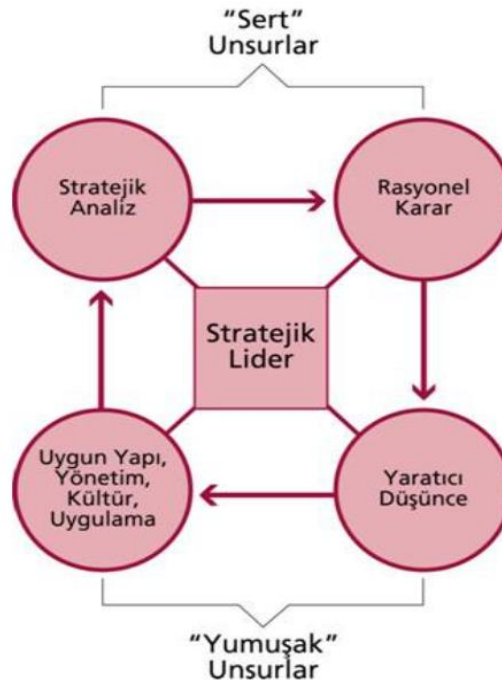 “Sert”
Unsurlar
Stratejik
Analiz
Rasyonel
Karar
Stratejik
Lider
Uygun Yapı,
Yönetim,
Kültür,
Uygulama
Yaratıcı
Düşünce
“Yumuşak”
Unsurlar